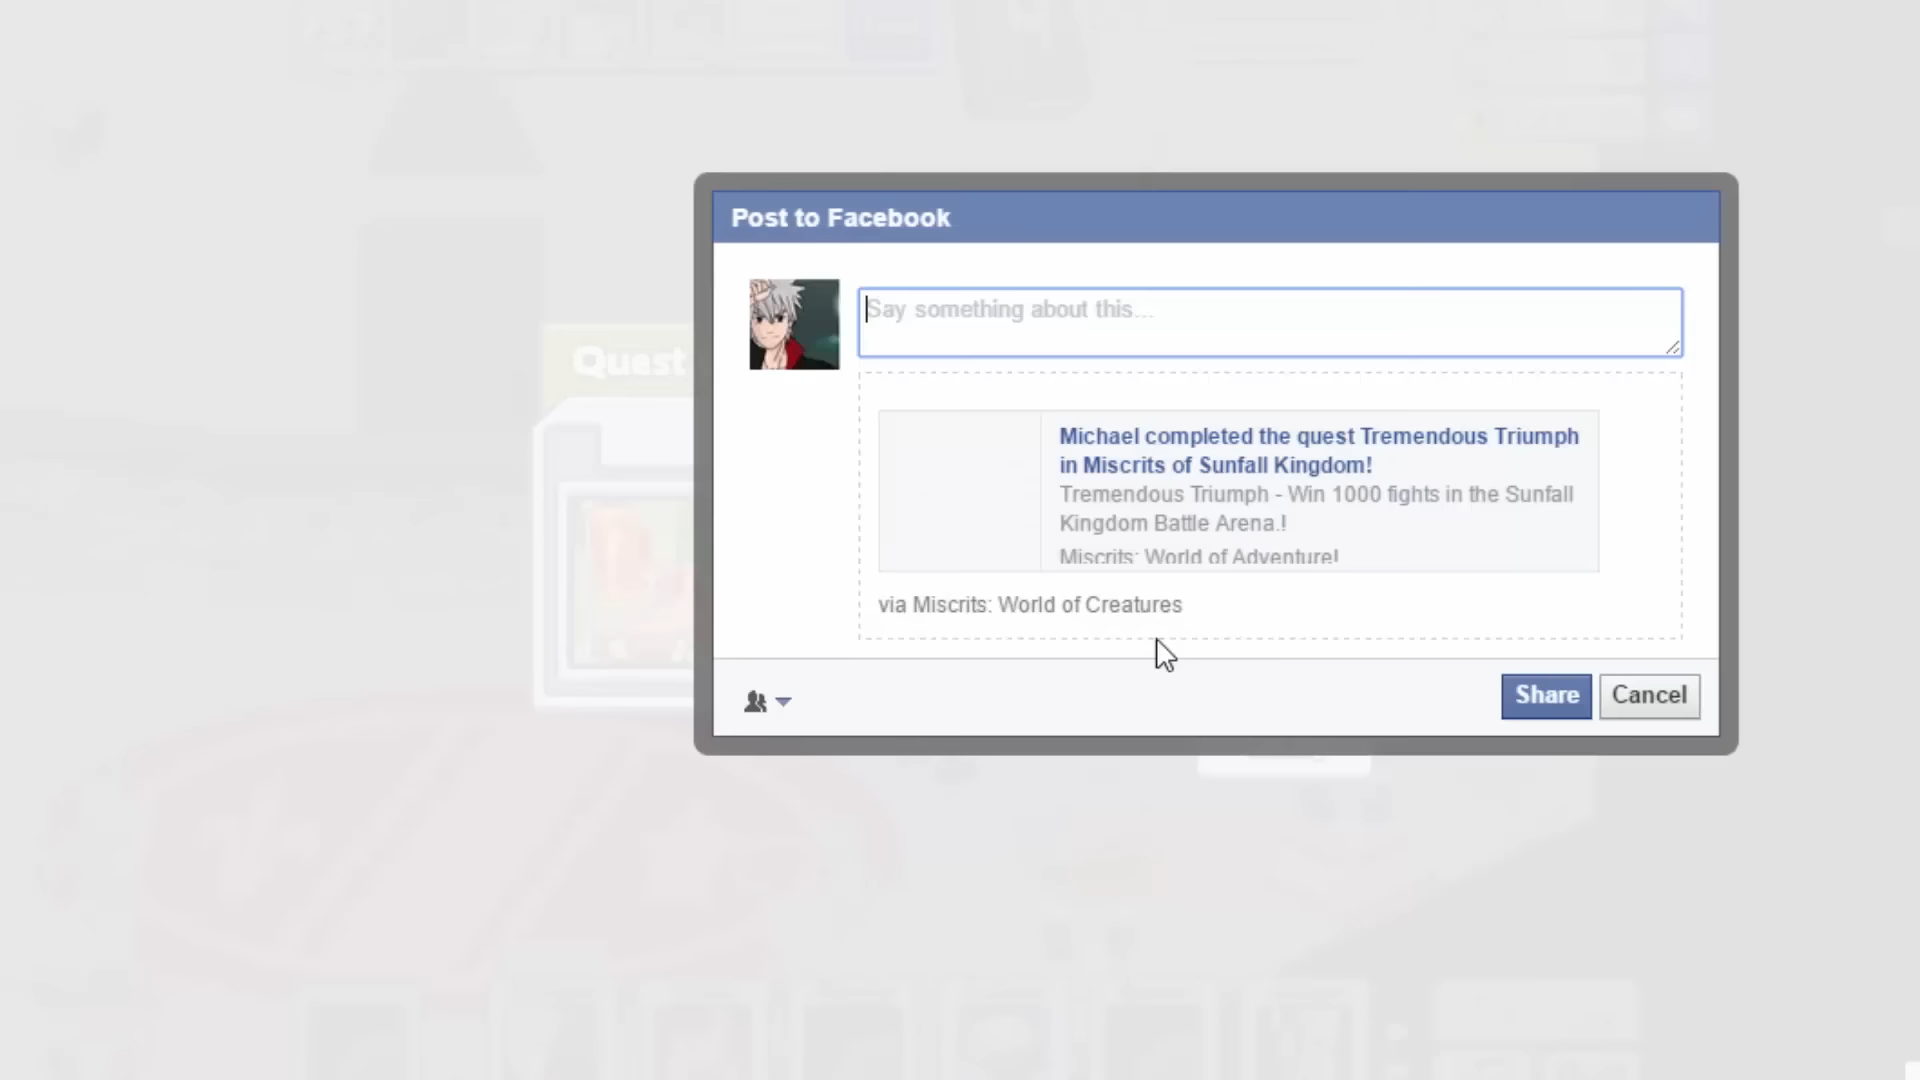 Post to Facebook
Say something about this...
Quest
Michael completed the quest Tremendous Triumph
in Miscrits of Sunfall Kingdom!
Tremendous Triumph - Win 1000 fights in the Sunfall
Kingdom Battle Arena.!
Miscrits: World of Adventure!
via Miscrits: World of Creatures
Share
Cancel